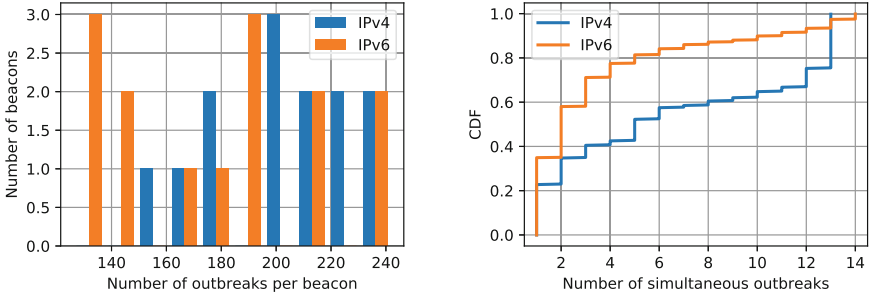 3.0
2.5
2.0
1.5
1.0
0.5
0.0
Number of beacons
IPv4
IPv6
140 160 180 200 220 240
Number of outbreaks per beacon
1.0
0.8
0.6
0.4
0.2
0.0
CDF
IPv4
IPv6
2 4 6 8 10 12 14
Number of simultaneous outbreaks